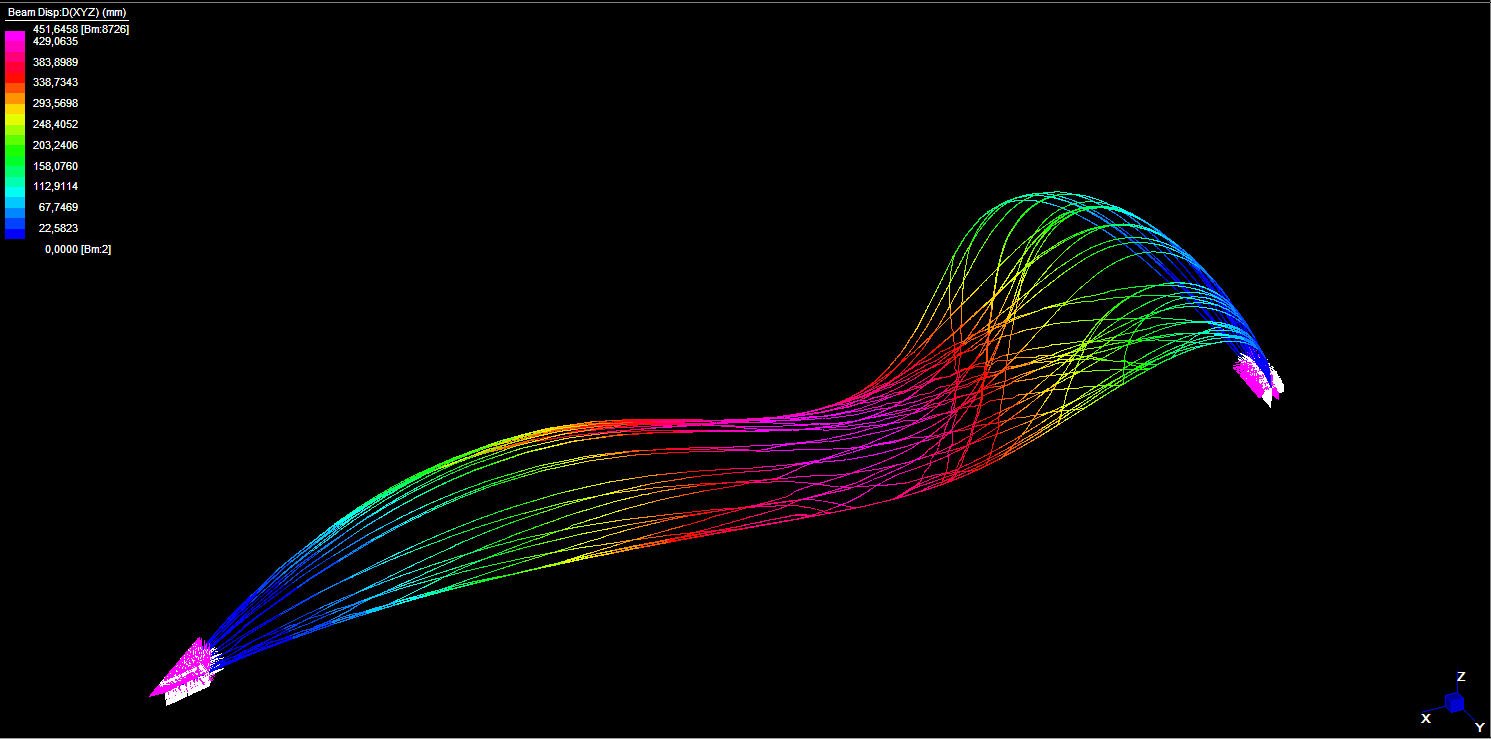 Beam Disp:D(XYZ) (mm)
451,6458 [Bm:8726]
429,0635
383,8989
338,7343
293,5698
248,4052
203,2406
158,0760
112,9114
67,7469
22,5823
0,0000 [Bm:2]
Z
X
Y